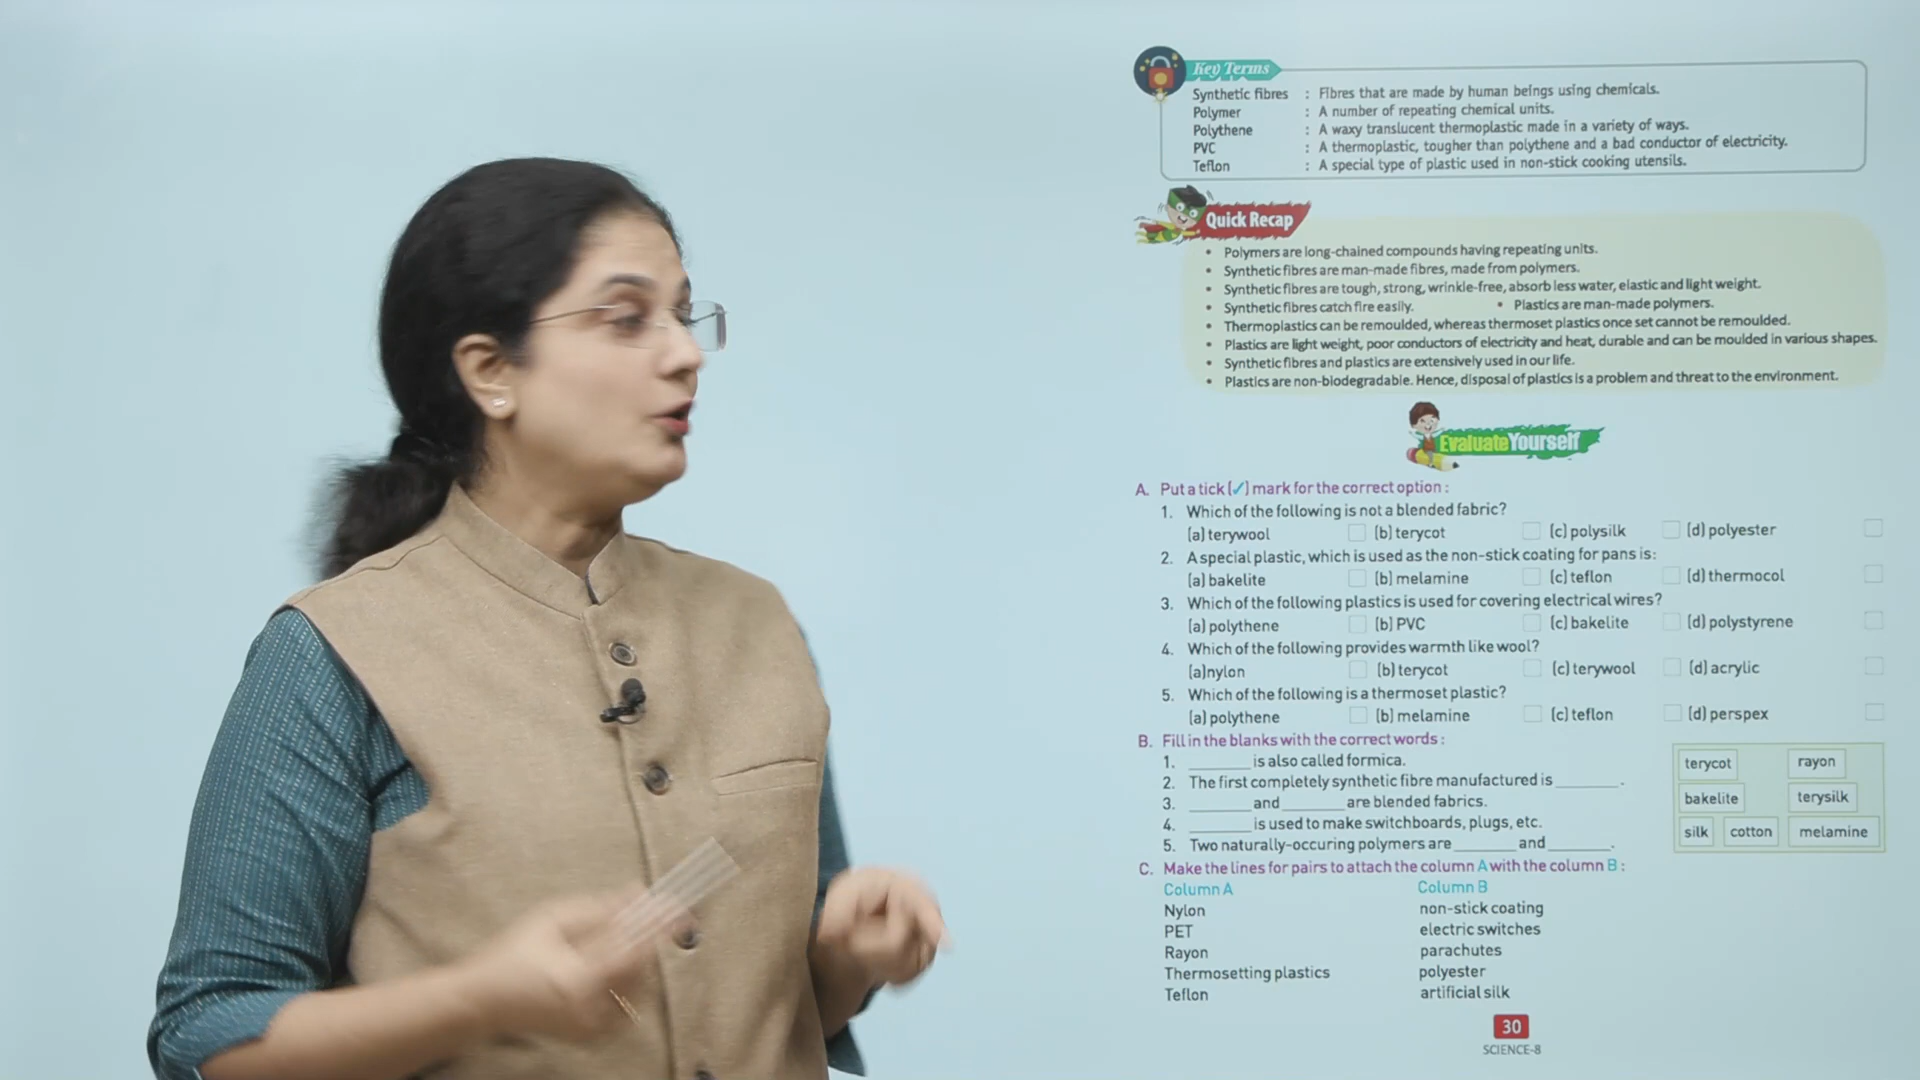 Key Terms
Synthetic fibres : Fibres that are made by human beings using chemicals.
Polymer : A number of repeating chemical units.
Polythene : A waxy translucent thermoplastic made in a variety of ways.
PVC : A thermoplastic, tougher than polythene and a bad conductor of electricity.
Teflon : A special type of plastic used in non-stick cooking utensils.
Quick Recap
• Polymers are long-chained compounds having repeating units.
• Synthetic fibres are man-made fibres, made from polymers.
• Synthetic fibres are tough, strong, wrinkle-free, absorb less water, elastic and light weight.
• Synthetic fibres catch fire easily. • Plastics are man-made polymers.
• Thermoplastics can be remoulded, whereas thermoset plastics once set cannot be remoulded.
• Plastics are light weight, poor conductors of electricity and heat, durable and can be moulded in various shapes.
• Synthetic fibres and plastics are extensively used in our life.
• Plastics are non-biodegradable. Hence, disposal of plastics is a problem and threat to the environment.
Evaluate Yourself
A. Put a tick (✓) mark for the correct option :
1. Which of the following is not a blended fabric?
(a) terywool (b) terycot (c) polysilk (d) polyester
2. A special plastic, which is used as the non-stick coating for pans is:
(a) bakelite (b) melamine (c) teflon (d) thermocol
3. Which of the following plastics is used for covering electrical wires?
(a) polythene (b) PVC (c) bakelite (d) polystyrene
4. Which of the following provides warmth like wool?
(a)nylon (b) terycot (c) terywool (d) acrylic
5. Which of the following is a thermoset plastic?
(a) polythene (b) melamine (c) teflon (d) perspex
B. Fill in the blanks with the correct words :
1. ______ is also called formica.
2. The first completely synthetic fibre manufactured is ______ .
3. ______ and ______ are blended fabrics.
4. ______ is used to make switchboards, plugs, etc.
5. Two naturally-occuring polymers are ______ and ______.
terycot rayon
bakelite terysilk
silk cotton melamine
C. Make the lines for pairs to attach the column A with the column B :
Column A Column B
Nylon non-stick coating
PET electric switches
Rayon parachutes
Thermosetting plastics polyester
Teflon artificial silk
30
SCIENCE-8